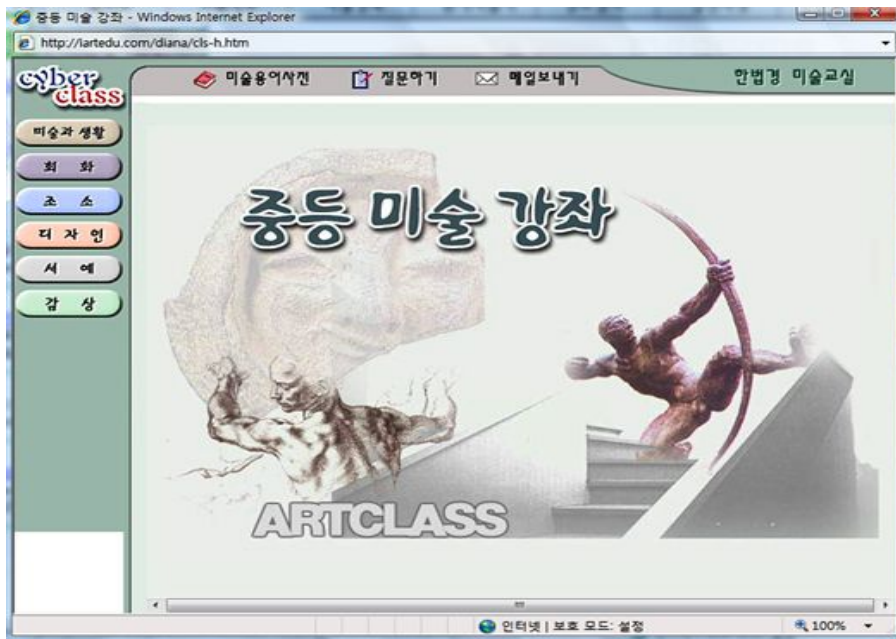 중등 미술 강좌 - Windows Internet Explorer
http://iartedu.com/diana/cls-h.htm
cyber class
미술용어사전 질문하기 메일보내기 한법경 미술교실
미술과 생활
회 화
조 소
디 자 인
서 예
감 상
중등 미술 강좌
ARTCLASS
인터넷 | 보호 모드: 설정 100%